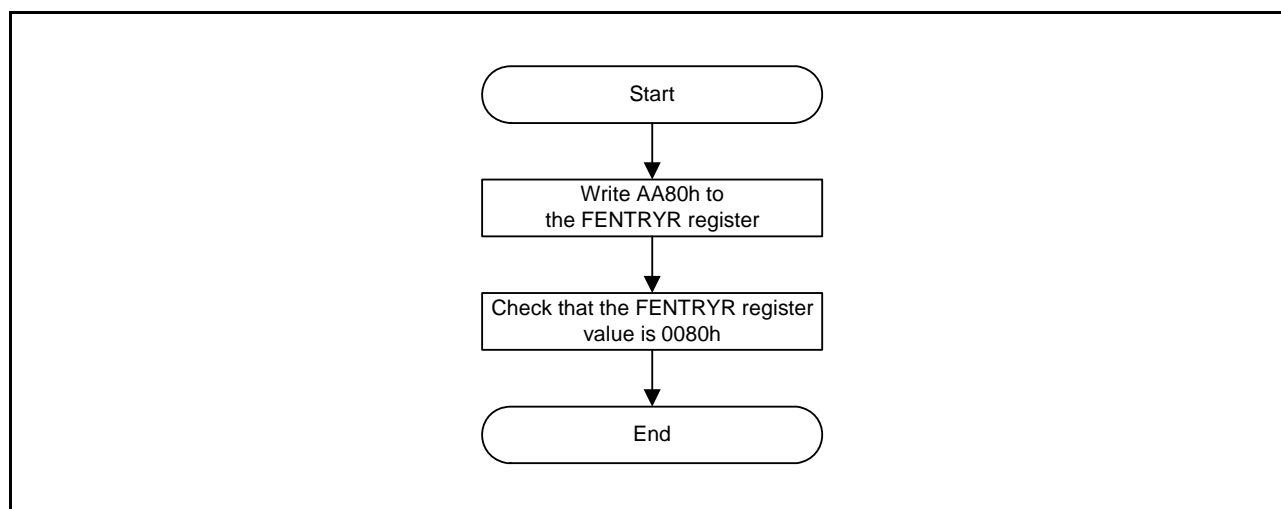 Start
Write AA80h to
the FENTRYR register
Check that the FENTRYR register
value is 0080h
End